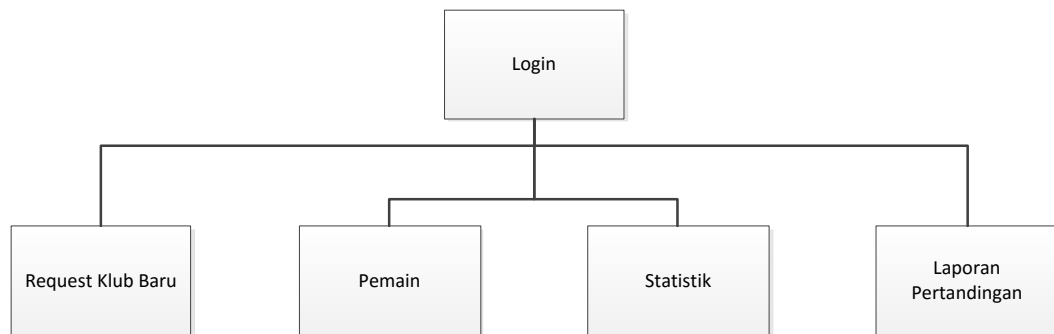 Login
Request Klub Baru
Pemain
Statistik
Laporan
Pertandingan